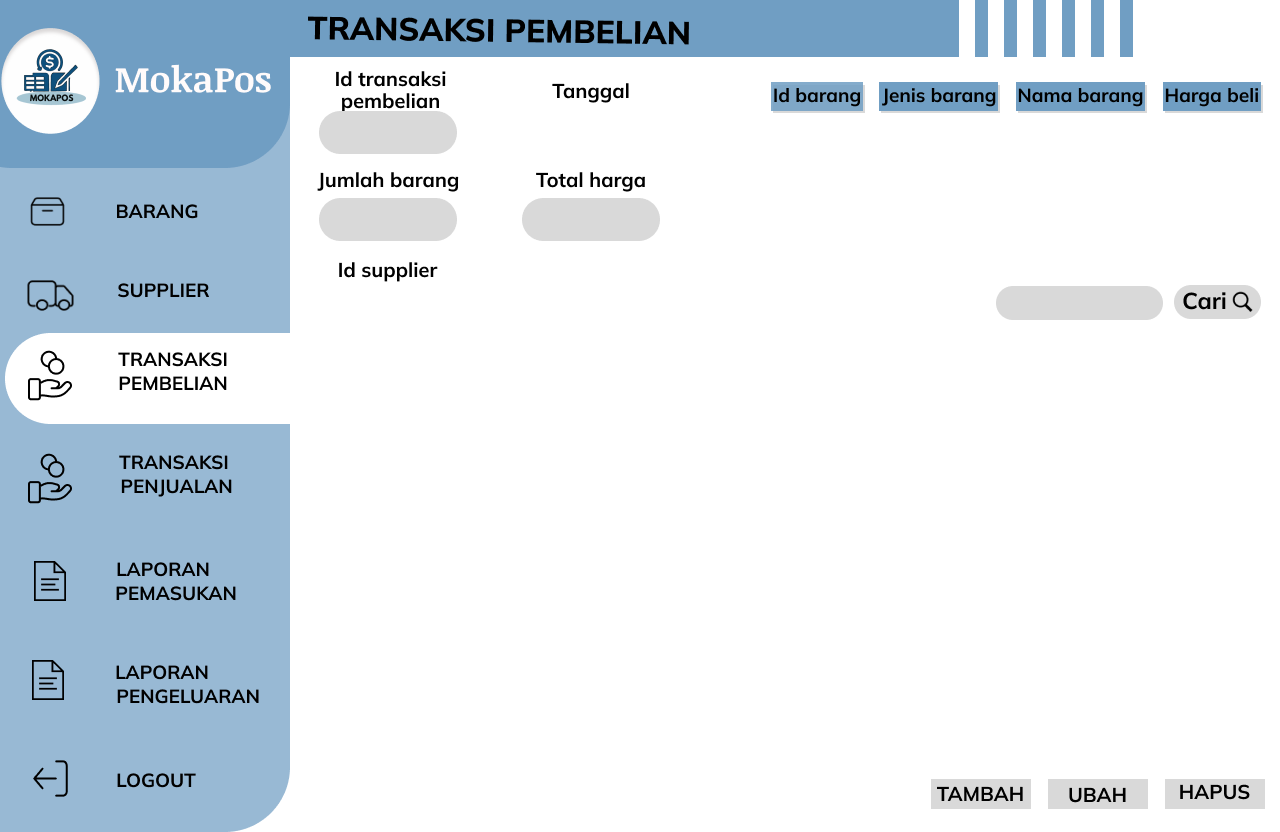 MOKAPOS
MokaPos
BARANG
SUPPLIER
TRANSAKSI
PEMBELIAN
TRANSAKSI
PENJUALAN
LAPORAN
PEMASUKAN
LAPORAN
PENGELUARAN
LOGOUT
TRANSAKSI PEMBELIAN
Id transaksi
pembelian
Tanggal
Jumlah barang
Total harga
Id supplier
Id barang
Jenis barang
Nama barang
Harga beli
Cari
TAMBAH
UBAH
HAPUS